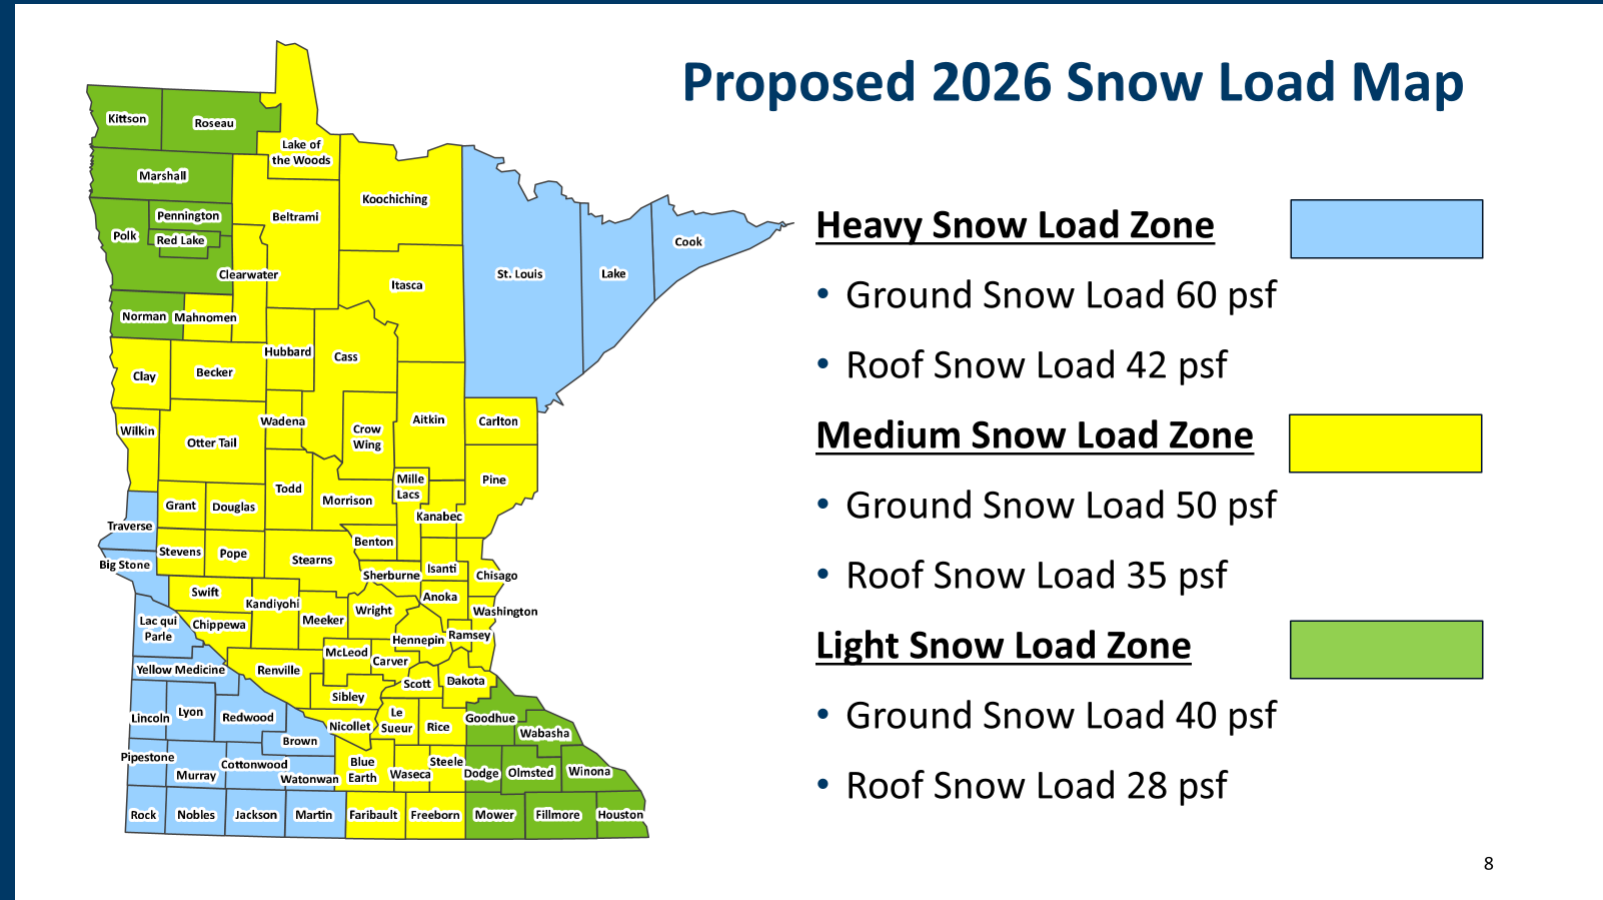 Proposed 2026 Snow Load Map
Kittson
Roseau
Lake of
the Woods
Marshall
Koochiching
Pennington
Beltrami
Polk
Red Lake
Cook
Clearwater
St. Louis
Lake
Itasca
Norman
Mahnomen
Hubbard
Cass
Clay
Becker
Wadena
Aitkin
Carlton
Wilkin
Crow
Wing
Otter Tail
Mille
Lacs
Pine
Todd
Morrison
Grant
Douglas
Kanabec
Traverse
Benton
Stevens
Pope
Stearns
Big Stone
Isanti
Sherburne
Chisago
Swift
Anoka
Kandiyohi
Wright
Washington
Lac qui
Parle
Chippewa
Meeker
Hennepin
Ramsey
McLeod
Carver
Yellow Medicine
Renville
Scott
Dakota
Sibley
Lincoln
Lyon
Redwood
Nicollet
Le
Sueur
Rice
Goodhue
Wabasha
Brown
Pipestone
Cottonwood
Blue
Earth
Steele
Murray
Watonwan
Waseca
Dodge
Olmsted
Winona
Rock
Nobles
Jackson
Martin
Faribault
Freeborn
Mower
Fillmore
Houston
Heavy Snow Load Zone
• Ground Snow Load 60 psf
• Roof Snow Load 42 psf
Medium Snow Load Zone
• Ground Snow Load 50 psf
• Roof Snow Load 35 psf
Light Snow Load Zone
• Ground Snow Load 40 psf
• Roof Snow Load 28 psf
8